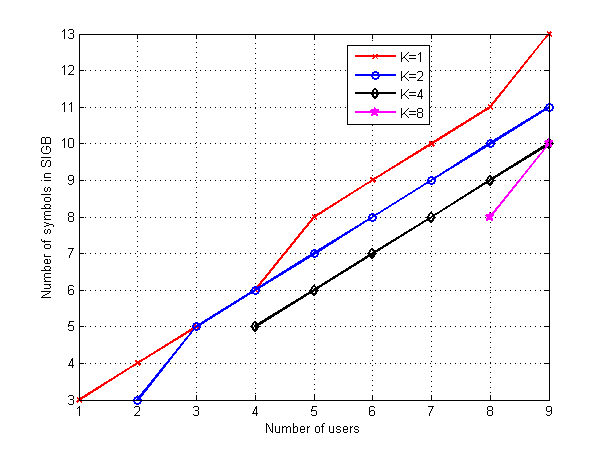 13
12
11
10
9
8
7
6
5
4
3
Number of symbols in SIGB
K=1
K=2
K=4
K=8
1 2 3 4 5 6 7 8 9
Number of users